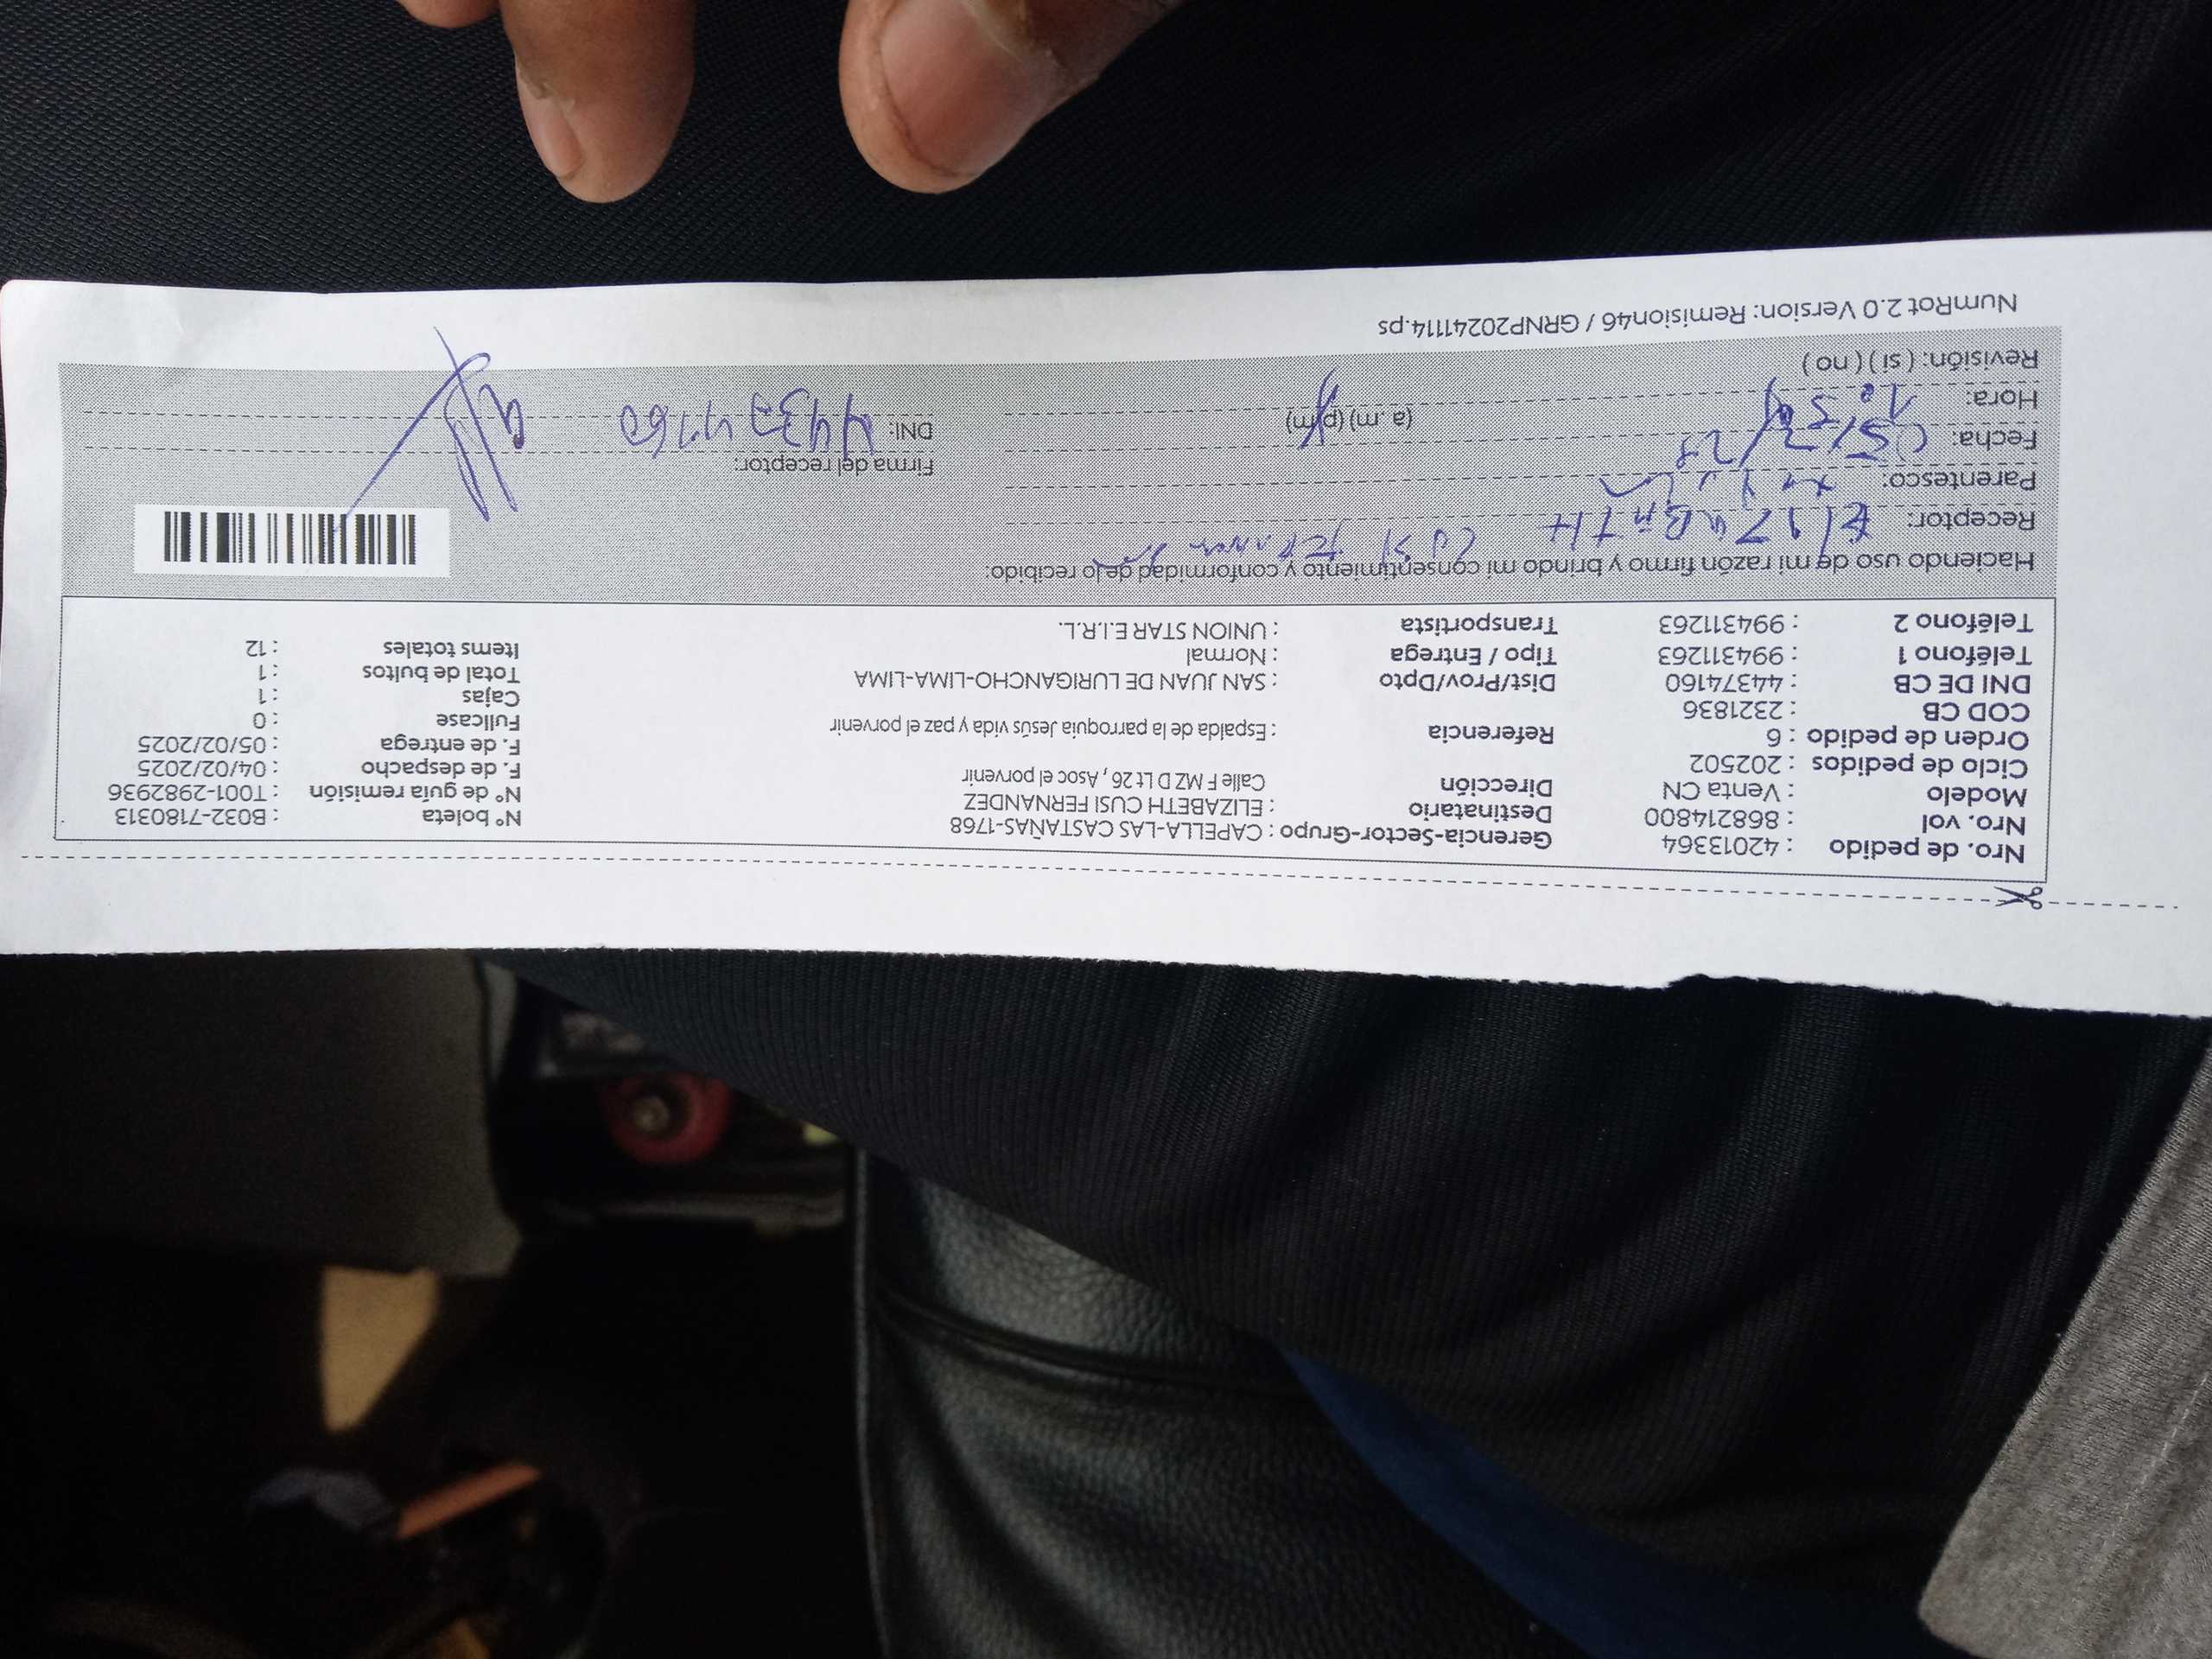 Nro. de pedido : 42013364 Gerencia-Sector-Grupo : CAPELLA-LAS CASTAÑAS-1768 N° boleta : B032-7180313
Nro. vol : 868214800 Destinatario : ELIZABETH CUSI FERNANDEZ N° de guía remisión : T001-2982936
Modelo : Venta CN Dirección Calle F MZ D Lt 26 , Asoc el porvenir F. de despacho : 04/02/2025
Ciclo de pedidos : 202502 F. de entrega : 05/02/2025
Orden de pedido : 6 Referencia : Espalda de la parroquia Jesús vida y paz el porvenir Fullcase : 0
COD CB : 2321836 Cajas : 1
DNI DE CB : 44374160 Dist/Prov/Dpto : SAN JUAN DE LURIGANCHO-LIMA-LIMA Total de bultos : 1
Teléfono 1 : 994311263 Tipo / Entrega : Normal Items totales : 12
Teléfono 2 : 994311263 Transportista : UNION STAR E.I.R.L.
Haciendo uso de mi razón firmo y brindo mi consentimiento y conformidad de lo recibido:
Receptor: CUSI
Parentesco:
Firma del receptor:
Fecha:
DNI: 44374160
Hora: (a. m) (p. m)
Revisión: ( si ) ( no )
NumRot 2.0 Version: Remision46 / GRNP20241114.ps